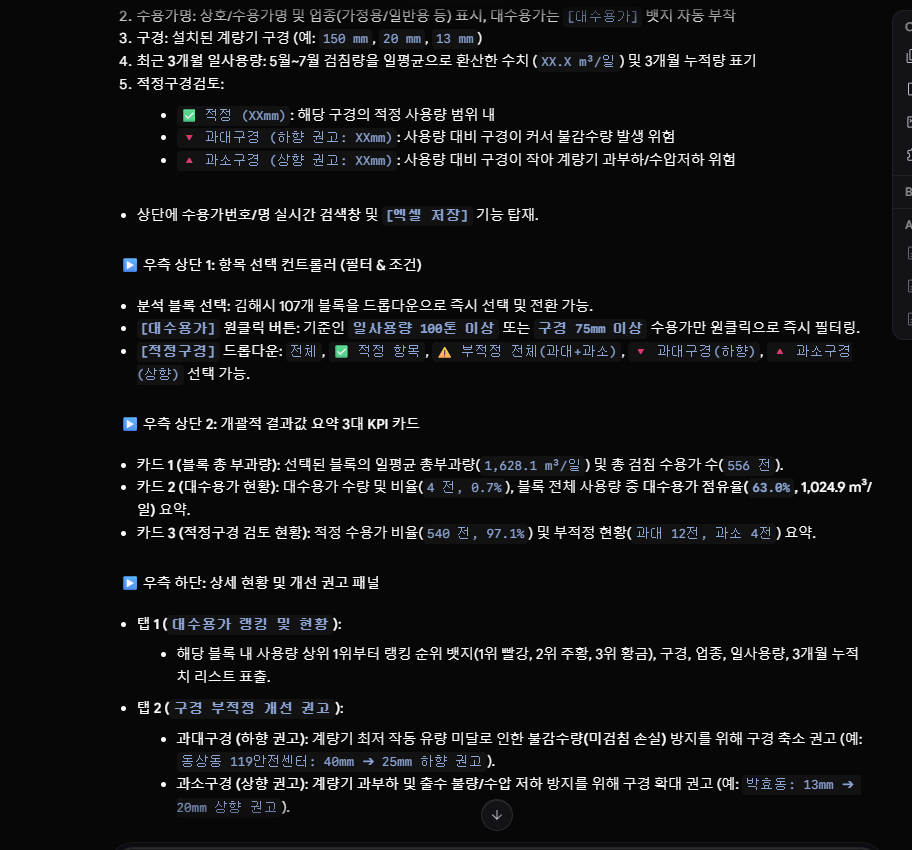 2. 수용가명: 상호/수용가명 및 업종(가정용/일반용 등) 표시, 대수용가는 [대수용가] 뱃지 자동 부착
3. 구경: 설치된 계량기 구경 (예: 150 mm, 20 mm, 13 mm)
4. 최근 3개월 일사용량: 5월~7월 검침량을 일평균으로 환산한 수치 (XX.X m³/일) 및 3개월 누적량 표기
5. 적정구경검토:
• ✅ 적정 (XXmm): 해당 구경의 적정 사용량 범위 내
• 🔻 과대구경 (하향 권고: XXmm): 사용량 대비 구경이 커서 불감수량 발생 위험
• 🔺 과소구경 (상향 권고: XXmm): 사용량 대비 구경이 작아 계량기 과부하/수압저하 위험
• 상단에 수용가번호/명 실시간 검색창 및 [엑셀 저장] 기능 탑재.
▶️ 우측 상단 1: 항목 선택 컨트롤러 (필터 & 조건)
• 분석 블록 선택: 김해시 107개 블록을 드롭다운으로 즉시 선택 및 전환 가능.
• [대수용가] 원클릭 버튼: 기준인 일사용량 100톤 이상 또는 구경 75mm 이상 수용가만 원클릭으로 즉시 필터링.
• [적정구경] 드롭다운: 전체, ✅ 적정 항목, ⚠️ 부적정 전체(과대+과소), 🔻 과대구경(하향), 🔺 과소구경
(상향) 선택 가능.
▶️ 우측 상단 2: 개괄적 결과값 요약 3대 KPI 카드
• 카드 1 (블록 총 부과량): 선택된 블록의 일평균 총부과량(1,628.1 m³/일) 및 총 검침 수용가 수(556 전).
• 카드 2 (대수용가 현황): 대수용가 수량 및 비율(4 전, 0.7%), 블록 전체 사용량 중 대수용가 점유율(63.0%, 1,024.9 m³/
일) 요약.
• 카드 3 (적정구경 검토 현황): 적정 수용가 비율(540 전, 97.1%) 및 부적정 현황(과대 12전, 과소 4전) 요약.
▶️ 우측 하단: 상세 현황 및 개선 권고 패널
• 탭 1 (대수용가 랭킹 및 현황):
• 해당 블록 내 사용량 상위 1위부터 랭킹 순위 뱃지(1위 빨강, 2위 주황, 3위 황금), 구경, 업종, 일사용량, 3개월 누적
치 리스트 표출.
• 탭 2 (구경 부적정 개선 권고):
• 과대구경 (하향 권고): 계량기 최저 작동 유량 미달로 인한 불감수량(미검침 손실) 방지를 위해 구경 축소 권고 (예:
동상동 119안전센터: 40mm ➔ 25mm 하향 권고).
• 과소구경 (상향 권고): 계량기 과부하 및 출수 불량/수압 저하 방지를 위해 구경 확대 권고 (예: 박효동: 13mm ➔
20mm 상향 권고).